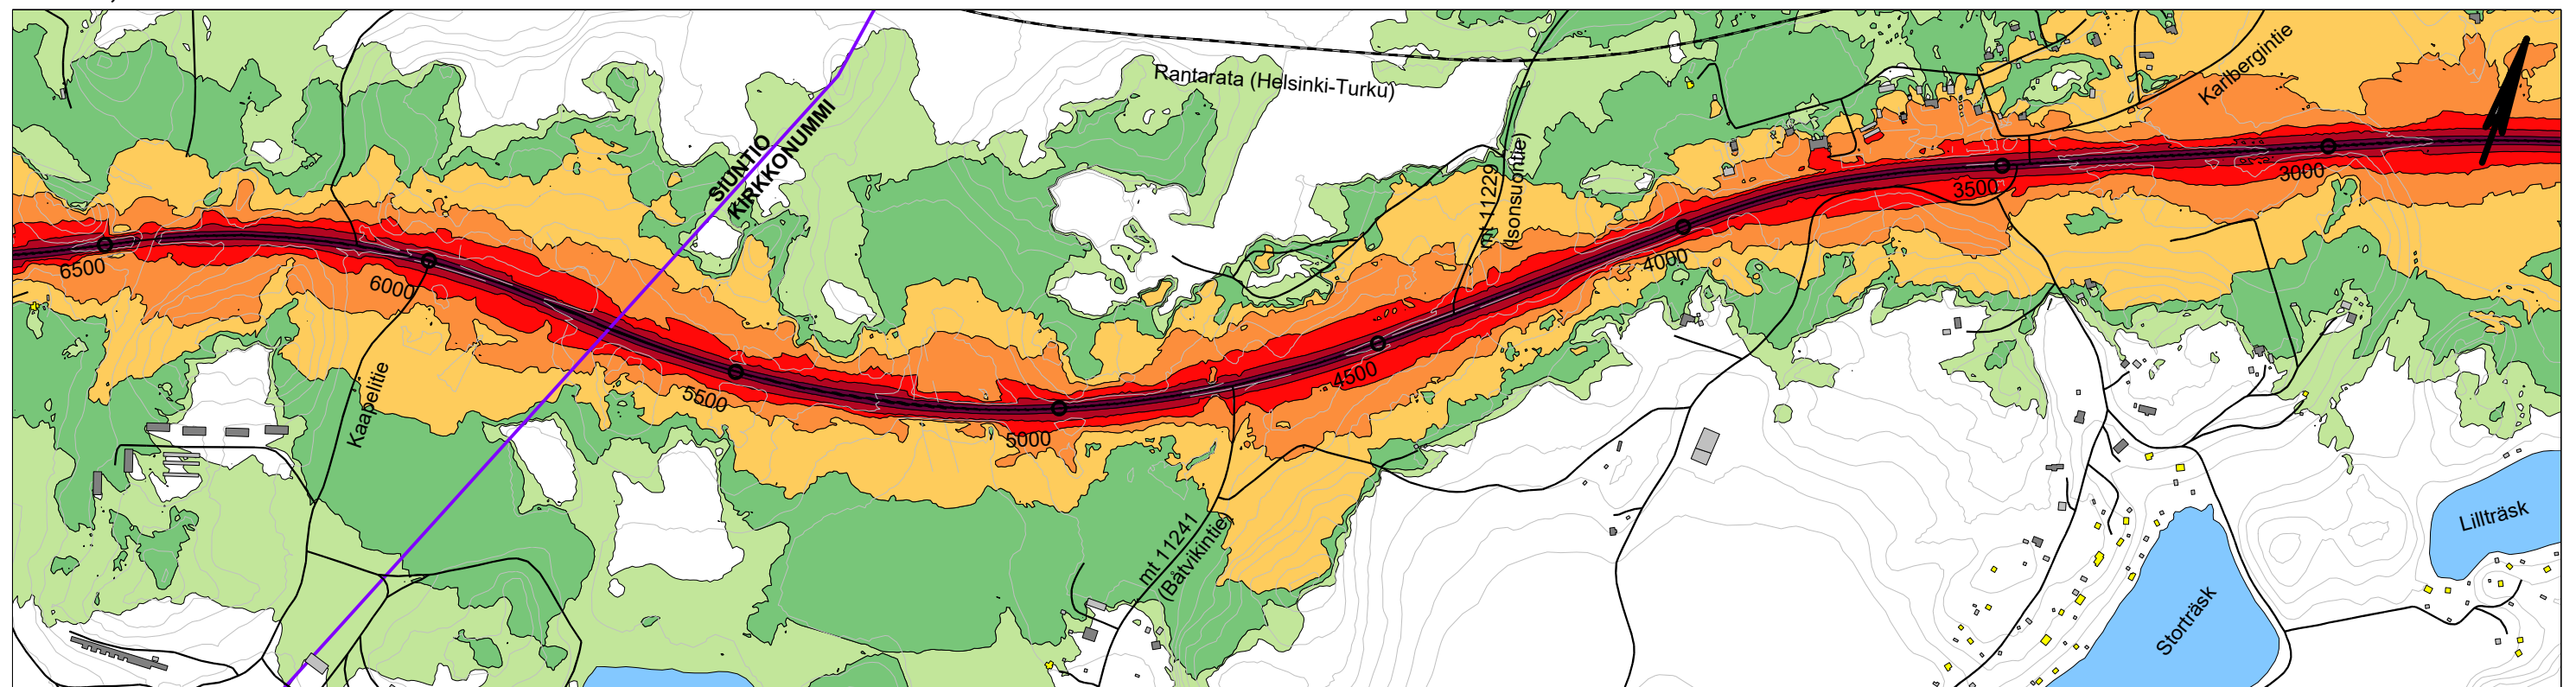 Rantarata (Helsinki-Turku)
Karlbergintie
SIUNTIO
KIRKKONUMMI
mt 11229
(Isonsuontie)
6500
6000
5500
5000
4500
4000
3500
3000
Kaapelitie
mt 11241
(Båtvikintie)
Lillträsk
Storträsk